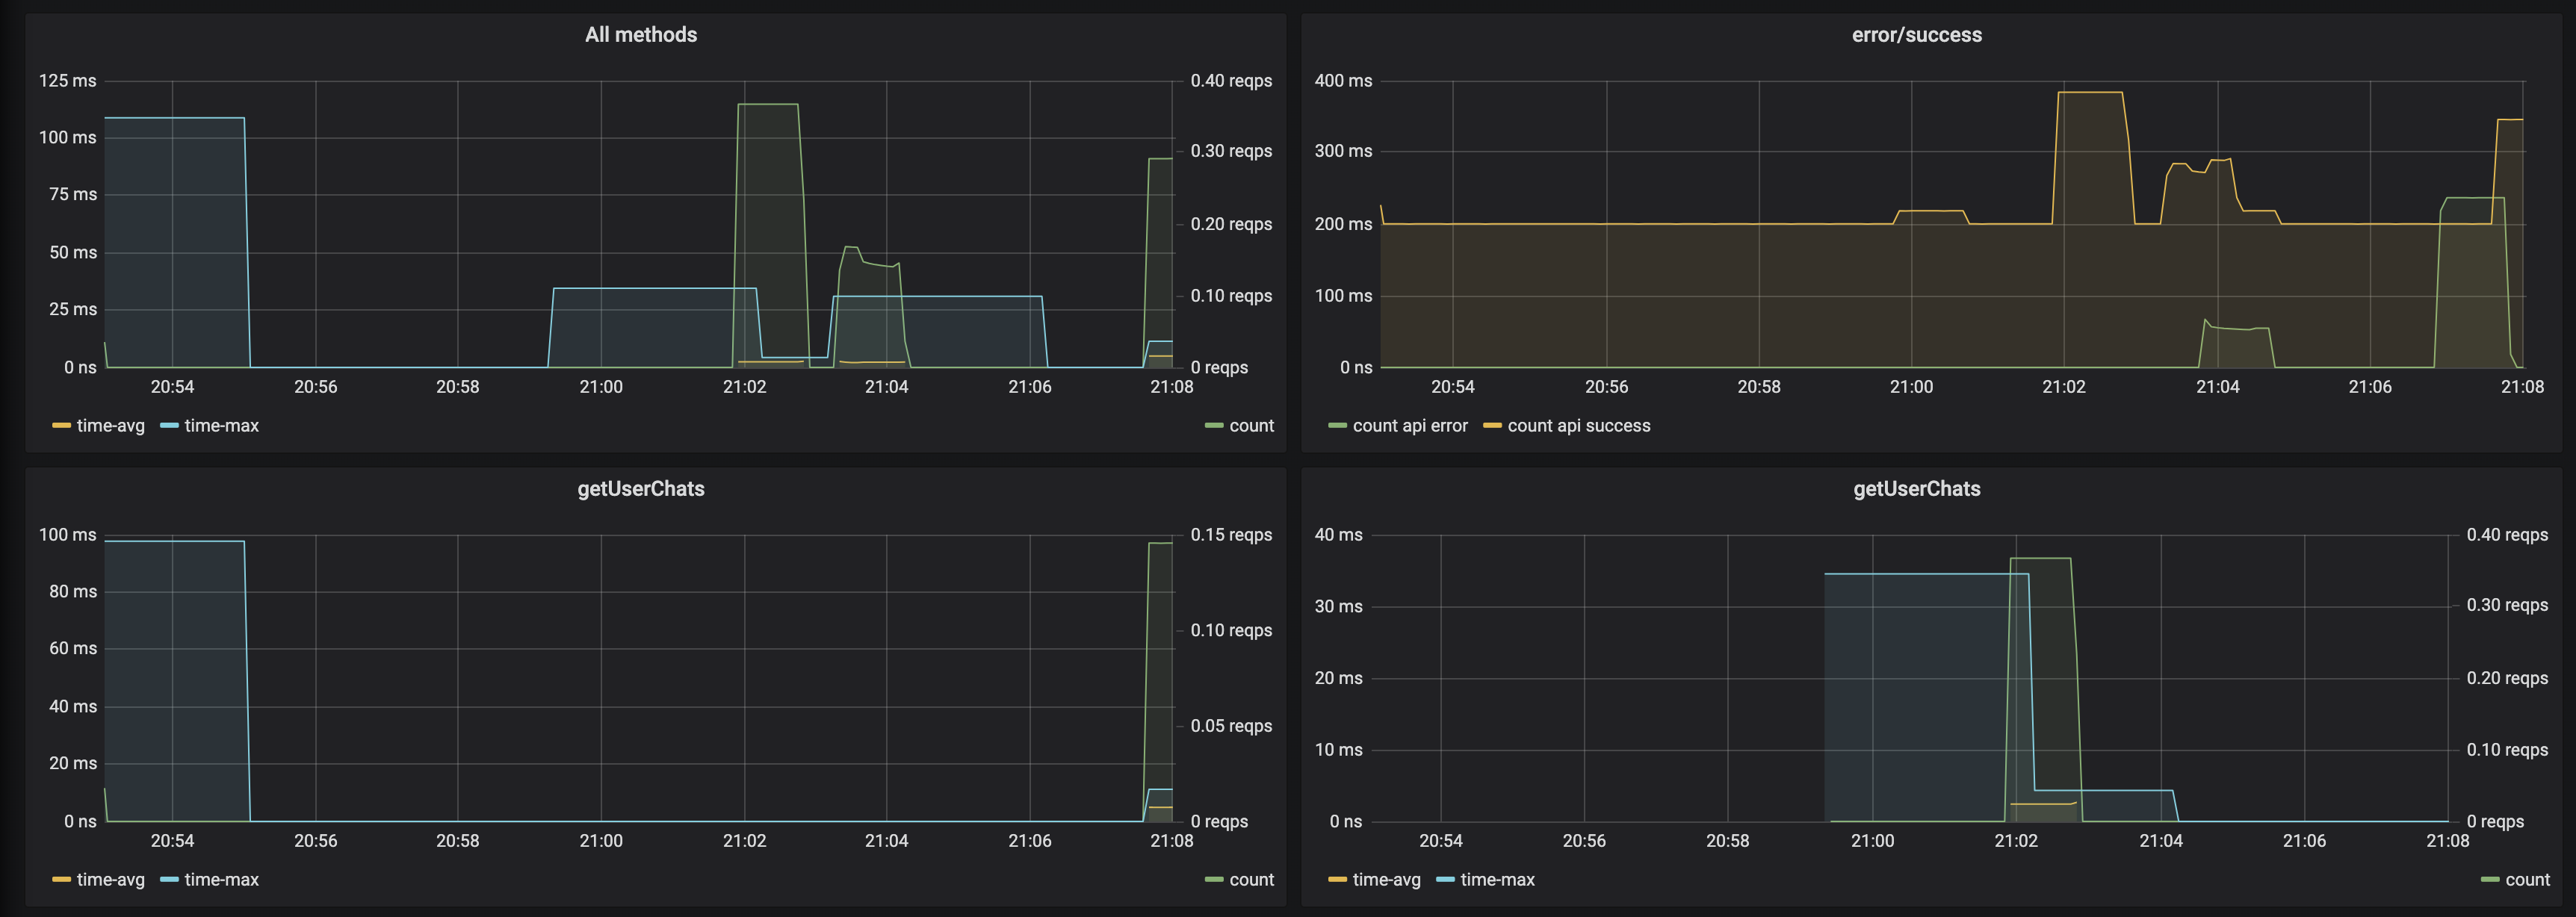 All methods
125 ms
100 ms
75 ms
50 ms
25 ms
0 ns
0.40 reqps
0.30 reqps
0.20 reqps
0.10 reqps
0 reqps
20:54 20:56 20:58 21:00 21:02 21:04 21:06 21:08
time-avg time-max count
error/success
400 ms
300 ms
200 ms
100 ms
0 ns
20:54 20:56 20:58 21:00 21:02 21:04 21:06 21:08
count api error count api success
getUserChats
100 ms
80 ms
60 ms
40 ms
20 ms
0 ns
0.15 reqps
0.10 reqps
0.05 reqps
0 reqps
20:54 20:56 20:58 21:00 21:02 21:04 21:06 21:08
time-avg time-max count
getUserChats
40 ms
30 ms
20 ms
10 ms
0 ns
0.40 reqps
0.30 reqps
0.20 reqps
0.10 reqps
0 reqps
20:54 20:56 20:58 21:00 21:02 21:04 21:06 21:08
time-avg time-max count